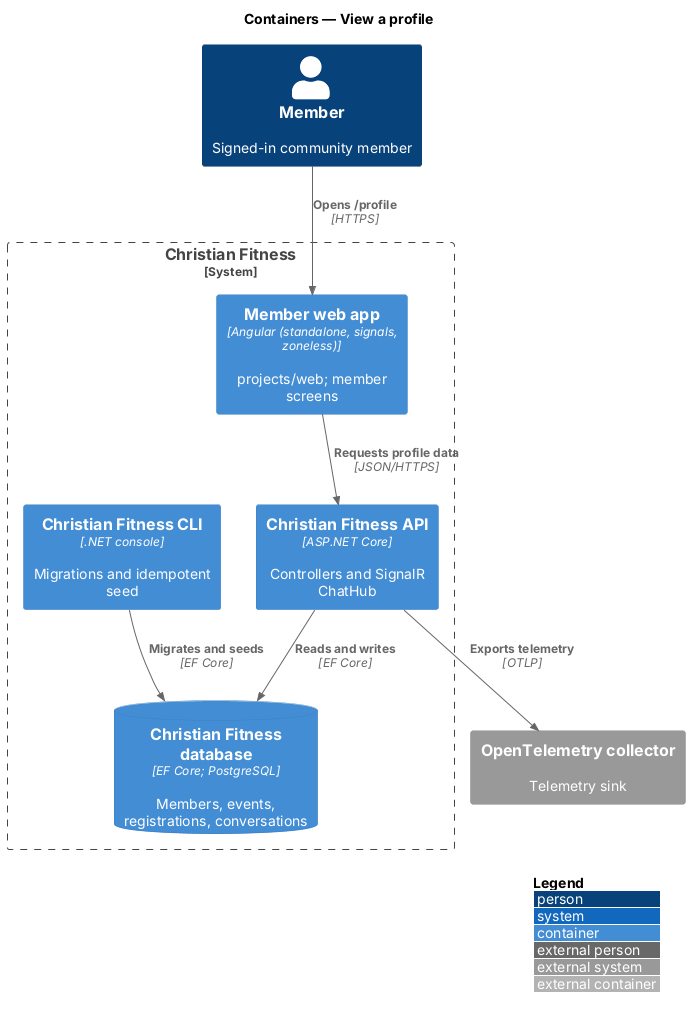 Containers — View a profile
Member
Signed-in community member
Opens /profile
[HTTPS]
Christian Fitness
[System]
Member web app
[Angular (standalone, signals,
zoneless)]
projects/web; member
screens
Requests profile data
[JSON/HTTPS]
Christian Fitness CLI
[.NET console]
Migrations and idempotent
seed
Christian Fitness API
[ASP.NET Core]
Controllers and SignalR
ChatHub
Migrates and seeds
[EF Core]
Reads and writes
[EF Core]
Exports telemetry
[OTLP]
Christian Fitness
database
[EF Core; PostgreSQL]
Members, events,
registrations, conversations
OpenTelemetry collector
Telemetry sink
Legend
person
system
container
external person
external system
external container